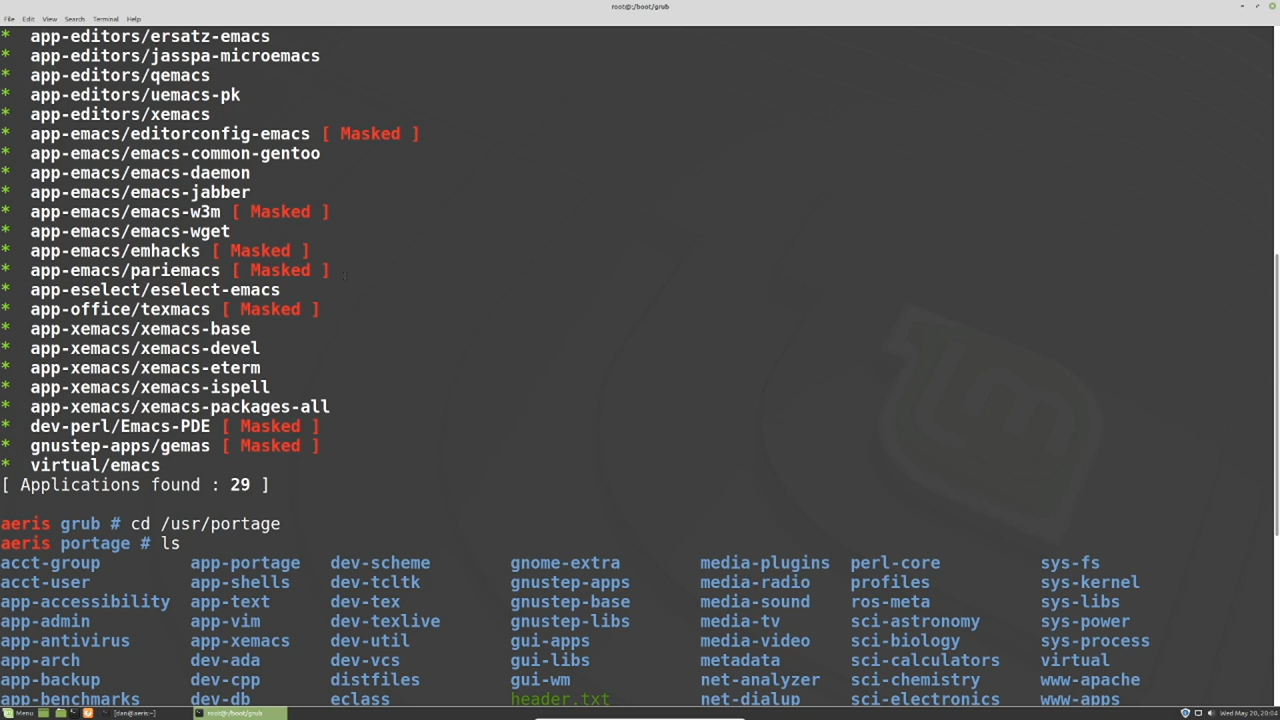 root@:/boot/grub
File Edit View Search Terminal Help
* app-editors/ersatz-emacs
* app-editors/jasspa-microemacs
* app-editors/qemacs
* app-editors/uemacs-pk
* app-editors/xemacs
* app-emacs/editorconfig-emacs [ Masked ]
* app-emacs/emacs-common-gentoo
* app-emacs/emacs-daemon
* app-emacs/emacs-jabber
* app-emacs/emacs-w3m [ Masked ]
* app-emacs/emacs-wget
* app-emacs/emhacks [ Masked ]
* app-emacs/pariemacs [ Masked ]
* app-eselect/eselect-emacs
* app-office/texmacs [ Masked ]
* app-xemacs/xemacs-base
* app-xemacs/xemacs-devel
* app-xemacs/xemacs-eterm
* app-xemacs/xemacs-ispell
* app-xemacs/xemacs-packages-all
* dev-perl/Emacs-PDE [ Masked ]
* gnustep-apps/gemas [ Masked ]
* virtual/emacs
[ Applications found : 29 ]
aeris grub # cd /usr/portage
aeris portage # ls
acct-group app-portage dev-scheme gnome-extra media-plugins perl-core sys-fs
acct-user app-shells dev-tcltk gnustep-apps media-radio profiles sys-kernel
app-accessibility app-text dev-tex gnustep-base media-sound ros-meta sys-libs
app-admin app-vim dev-texlive gnustep-libs media-tv sci-astronomy sys-power
app-antivirus app-xemacs dev-util gui-apps media-video sci-biology sys-process
app-arch dev-ada dev-vcs gui-libs metadata sci-calculators virtual
app-backup dev-cpp distfiles gui-wm net-analyzer sci-chemistry www-apache
app-benchmarks dev-db eclass header.txt net-dialup sci-electronics www-apps
Menu [dan@aeris:~] root@:/boot/grub Wed May 20, 20:04